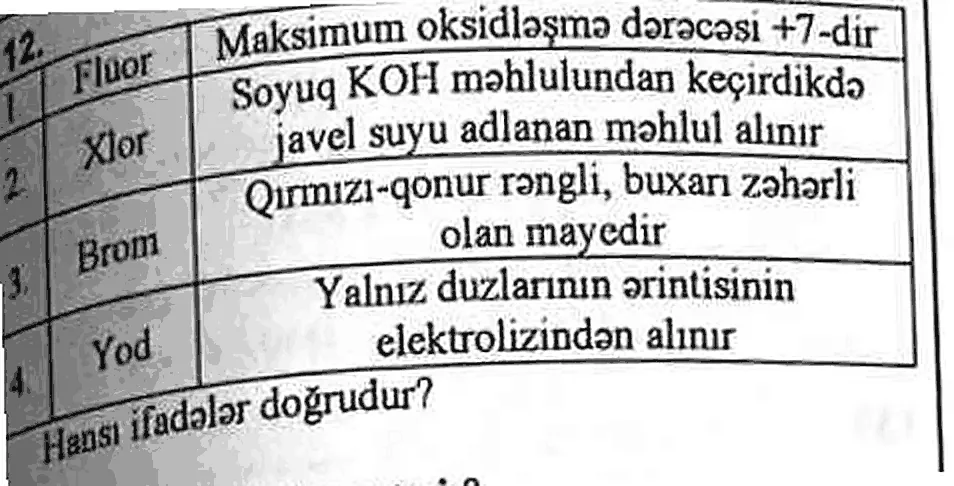 12.
1 Flüor Maksimum oksidləşmə dərəcəsi +7-dir
2. Xlor Soyuq KOH məhlulundan keçirdikdə
javel suyu adlanan məhlul alınır
3. Brom Qırmızı-qonur rəngli, buxarı zəhərli
olan mayedir
4. Yod Yalnız duzlarının ərintisinin
elektrolizindən alınır
Hansı ifadələr doğrudur?